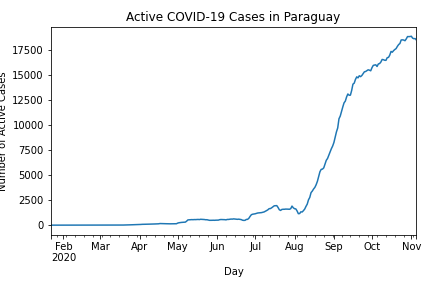 Active COVID-19 Cases in Paraguay
Number of Active Cases
17500
15000
12500
10000
7500
5000
2500
0
Feb Mar Apr May Jun Jul Aug Sep Oct Nov
2020
Day